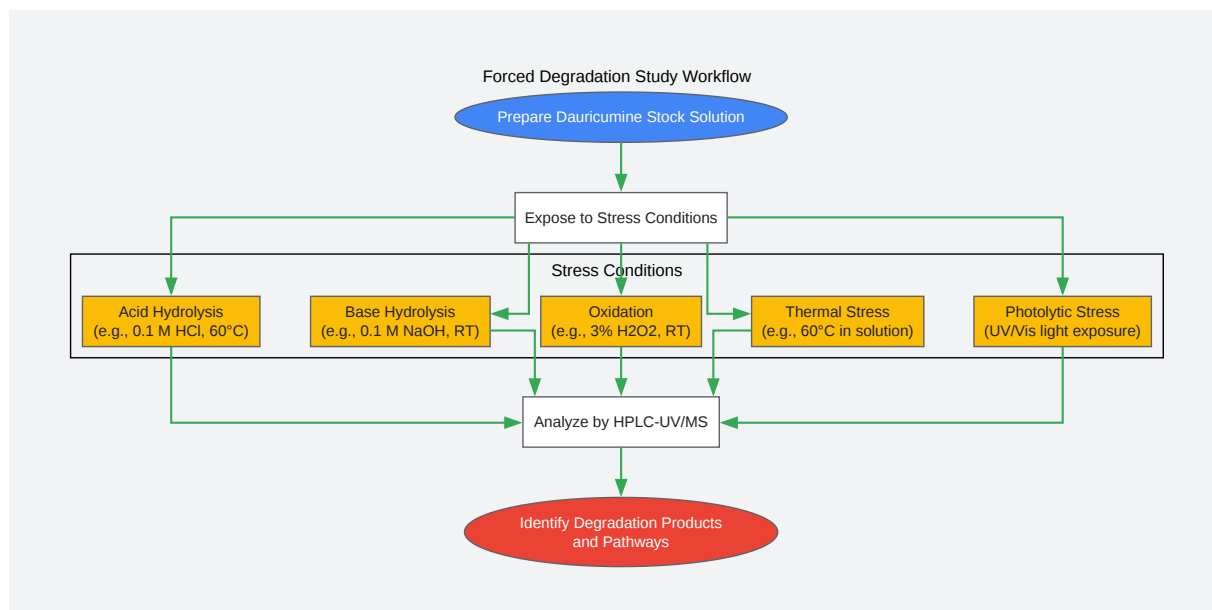 Forced Degradation Study Workflow
Prepare Dauricumine Stock Solution
Expose to Stress Conditions
Stress Conditions
Acid Hydrolysis
(e.g., 0.1 M HCl, 60°C)
Base Hydrolysis
(e.g., 0.1 M NaOH, RT)
Oxidation
(e.g., 3% H2O2, RT)
Thermal Stress
(e.g., 60°C in solution)
Photolytic Stress
(UV/Vis light exposure)
Analyze by HPLC-UV/MS
Identify Degradation Products
and Pathways